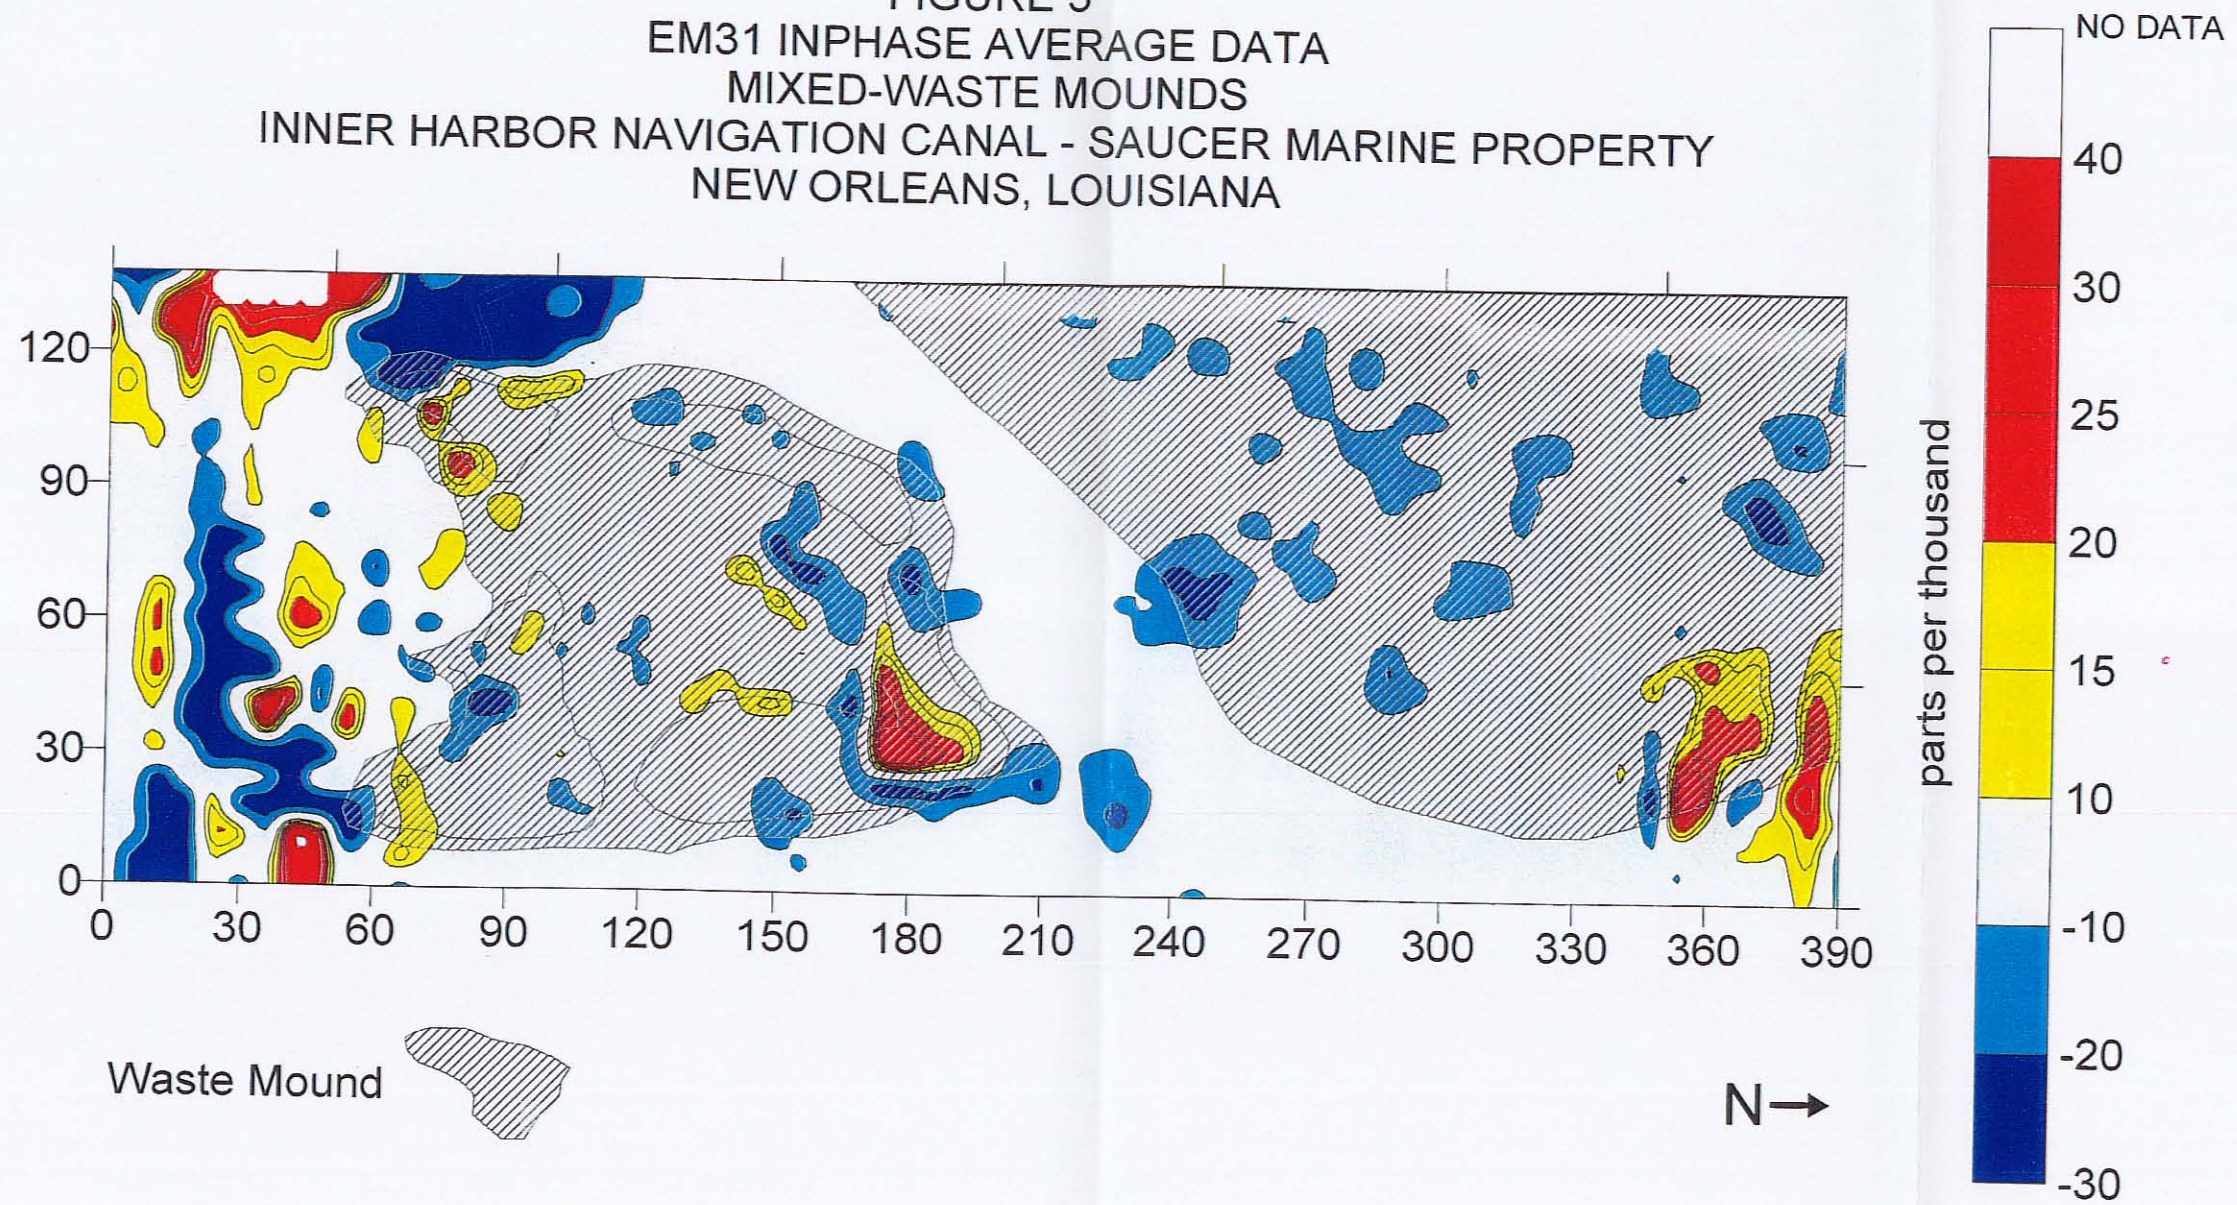 FIGURE 3
EM31 INPHASE AVERAGE DATA
MIXED-WASTE MOUNDS
INNER HARBOR NAVIGATION CANAL - SAUCER MARINE PROPERTY
NEW ORLEANS, LOUISIANA
120
90
60
30
0
0 30 60 90 120 150 180 210 240 270 300 330 360 390
Waste Mound
N
parts per thousand
NO DATA
40
30
25
20
15
10
-10
-20
-30